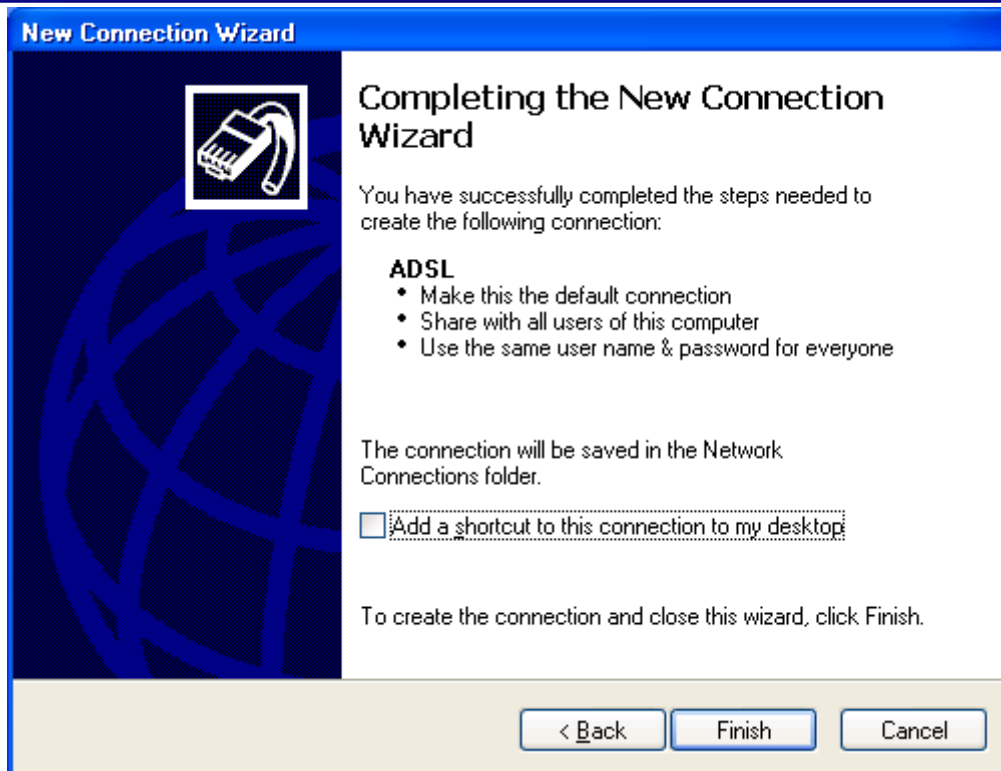 New Connection Wizard
Completing the New Connection
Wizard
You have successfully completed the steps needed to
create the following connection:
ADSL
• Make this the default connection
• Share with all users of this computer
• Use the same user name & password for everyone
The connection will be saved in the Network
Connections folder.
Add a shortcut to this connection to my desktop
To create the connection and close this wizard, click Finish.
< Back
Finish
Cancel